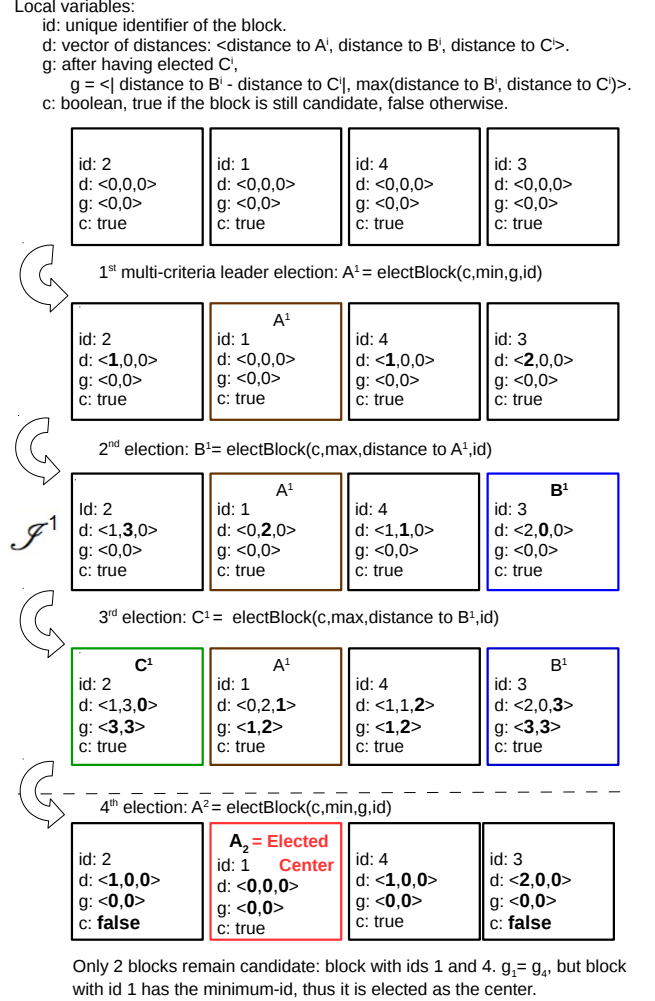 Local variables:
id: unique identifier of the block.
d: vector of distances: <distance to Aⁱ, distance to Bⁱ, distance to Cⁱ>.
g: after having elected Cⁱ,
g = <| distance to Bⁱ - distance to Cⁱ|, max(distance to Bⁱ, distance to Cⁱ)>.
c: boolean, true if the block is still candidate, false otherwise.
id: 2 id: 1 id: 4 id: 3
d: <0,0,0> d: <0,0,0> d: <0,0,0> d: <0,0,0>
g: <0,0> g: <0,0> g: <0,0> g: <0,0>
c: true c: true c: true c: true
1ˢᵗ multi-criteria leader election: A¹= electBlock(c,min,g,id)
A¹
id: 2 id: 1 id: 4 id: 3
d: <1,0,0> d: <0,0,0> d: <1,0,0> d: <2,0,0>
g: <0,0> g: <0,0> g: <0,0> g: <0,0>
c: true c: true c: true c: true
2ⁿᵈ election: B¹= electBlock(c,max,distance to A¹,id)
A¹ B¹
Id: 2 id: 1 id: 4 id: 3
𝓘¹ d: <1,3,0> d: <0,2,0> d: <1,1,0> d: <2,0,0>
g: <0,0> g: <0,0> g: <0,0> g: <0,0>
c: true c: true c: true c: true
3ʳᵈ election: C¹= electBlock(c,max,distance to B¹,id)
C¹ A¹ B¹
id: 2 id: 1 id: 4 id: 3
d: <1,3,0> d: <0,2,1> d: <1,1,2> d: <2,0,3>
g: <3,3> g: <1,2> g: <1,2> g: <3,3>
c: true c: true c: true c: true
4ᵗʰ election: A²= electBlock(c,min,g,id)
A₂ = Elected
id: 2 id: 1 Center id: 4 id: 3
d: <1,0,0> d: <0,0,0> d: <1,0,0> d: <2,0,0>
g: <0,0> g: <0,0> g: <0,0> g: <0,0>
c: false c: true c: true c: false
Only 2 blocks remain candidate: block with ids 1 and 4. g₁= g₄, but block
with id 1 has the minimum-id, thus it is elected as the center.